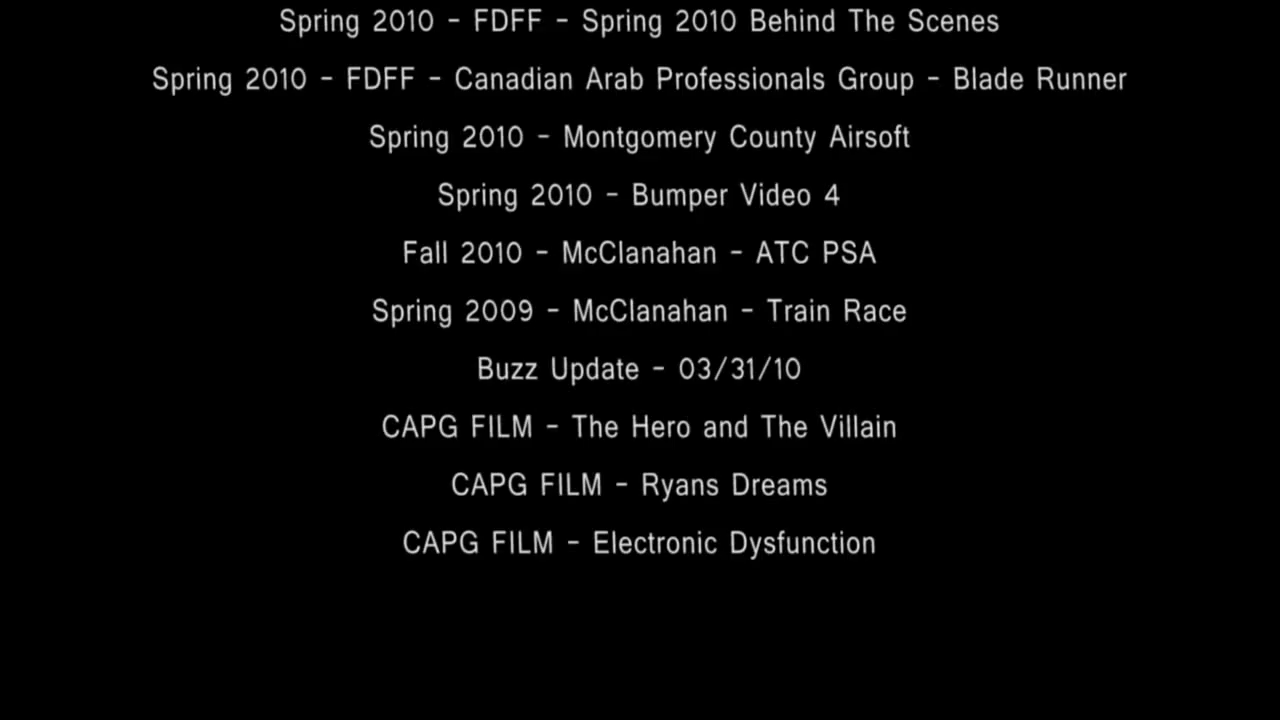 Spring 2010 - FDFF - Spring 2010 Behind The Scenes
Spring 2010 - FDFF - Canadian Arab Professionals Group - Blade Runner
Spring 2010 - Montgomery County Airsoft
Spring 2010 - Bumper Video 4
Fall 2010 - McClanahan - ATC PSA
Spring 2009 - McClanahan - Train Race
Buzz Update - 03/31/10
CAPG FILM - The Hero and The Villain
CAPG FILM - Ryans Dreams
CAPG FILM - Electronic Dysfunction